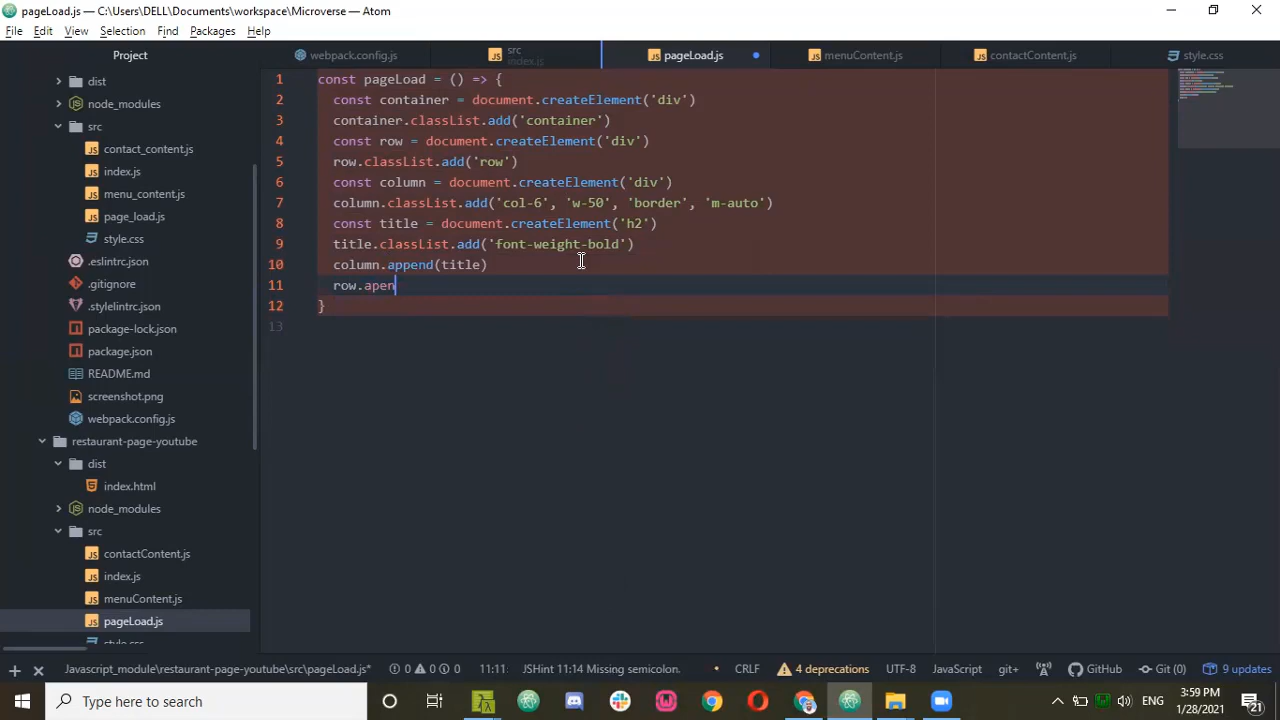 pageLoad.js — C:\Users\DELL\Documents\workspace\Microverse — Atom
File Edit View Selection Find Packages Help
Project
webpack.config.js
src
index.js
pageLoad.js
menuContent.js
contactContent.js
style.css
dist
node_modules
src
contact_content.js
index.js
menu_content.js
page_load.js
style.css
.eslintrc.json
.gitignore
.stylelintrc.json
package-lock.json
package.json
README.md
screenshot.png
webpack.config.js
restaurant-page-youtube
dist
index.html
node_modules
src
contactContent.js
index.js
menuContent.js
pageLoad.js
style.css
1 const pageLoad = () => {
2 const container = document.createElement('div')
3 container.classList.add('container')
4 const row = document.createElement('div')
5 row.classList.add('row')
6 const column = document.createElement('div')
7 column.classList.add('col-6', 'w-50', 'border', 'm-auto')
8 const title = document.createElement('h2')
9 title.classList.add('font-weight-bold')
10 column.append(title)
11 row.apen
12 }
13
Javascript_module\restaurant-page-youtube\src\pageLoad.js* 0 0 0 11:11: JSHint 11:14 Missing semicolon. CRLF 4 deprecations UTF-8 JavaScript git+ GitHub Git (0) 9 updates
Type here to search
ENG
3:59 PM
1/28/2021
21